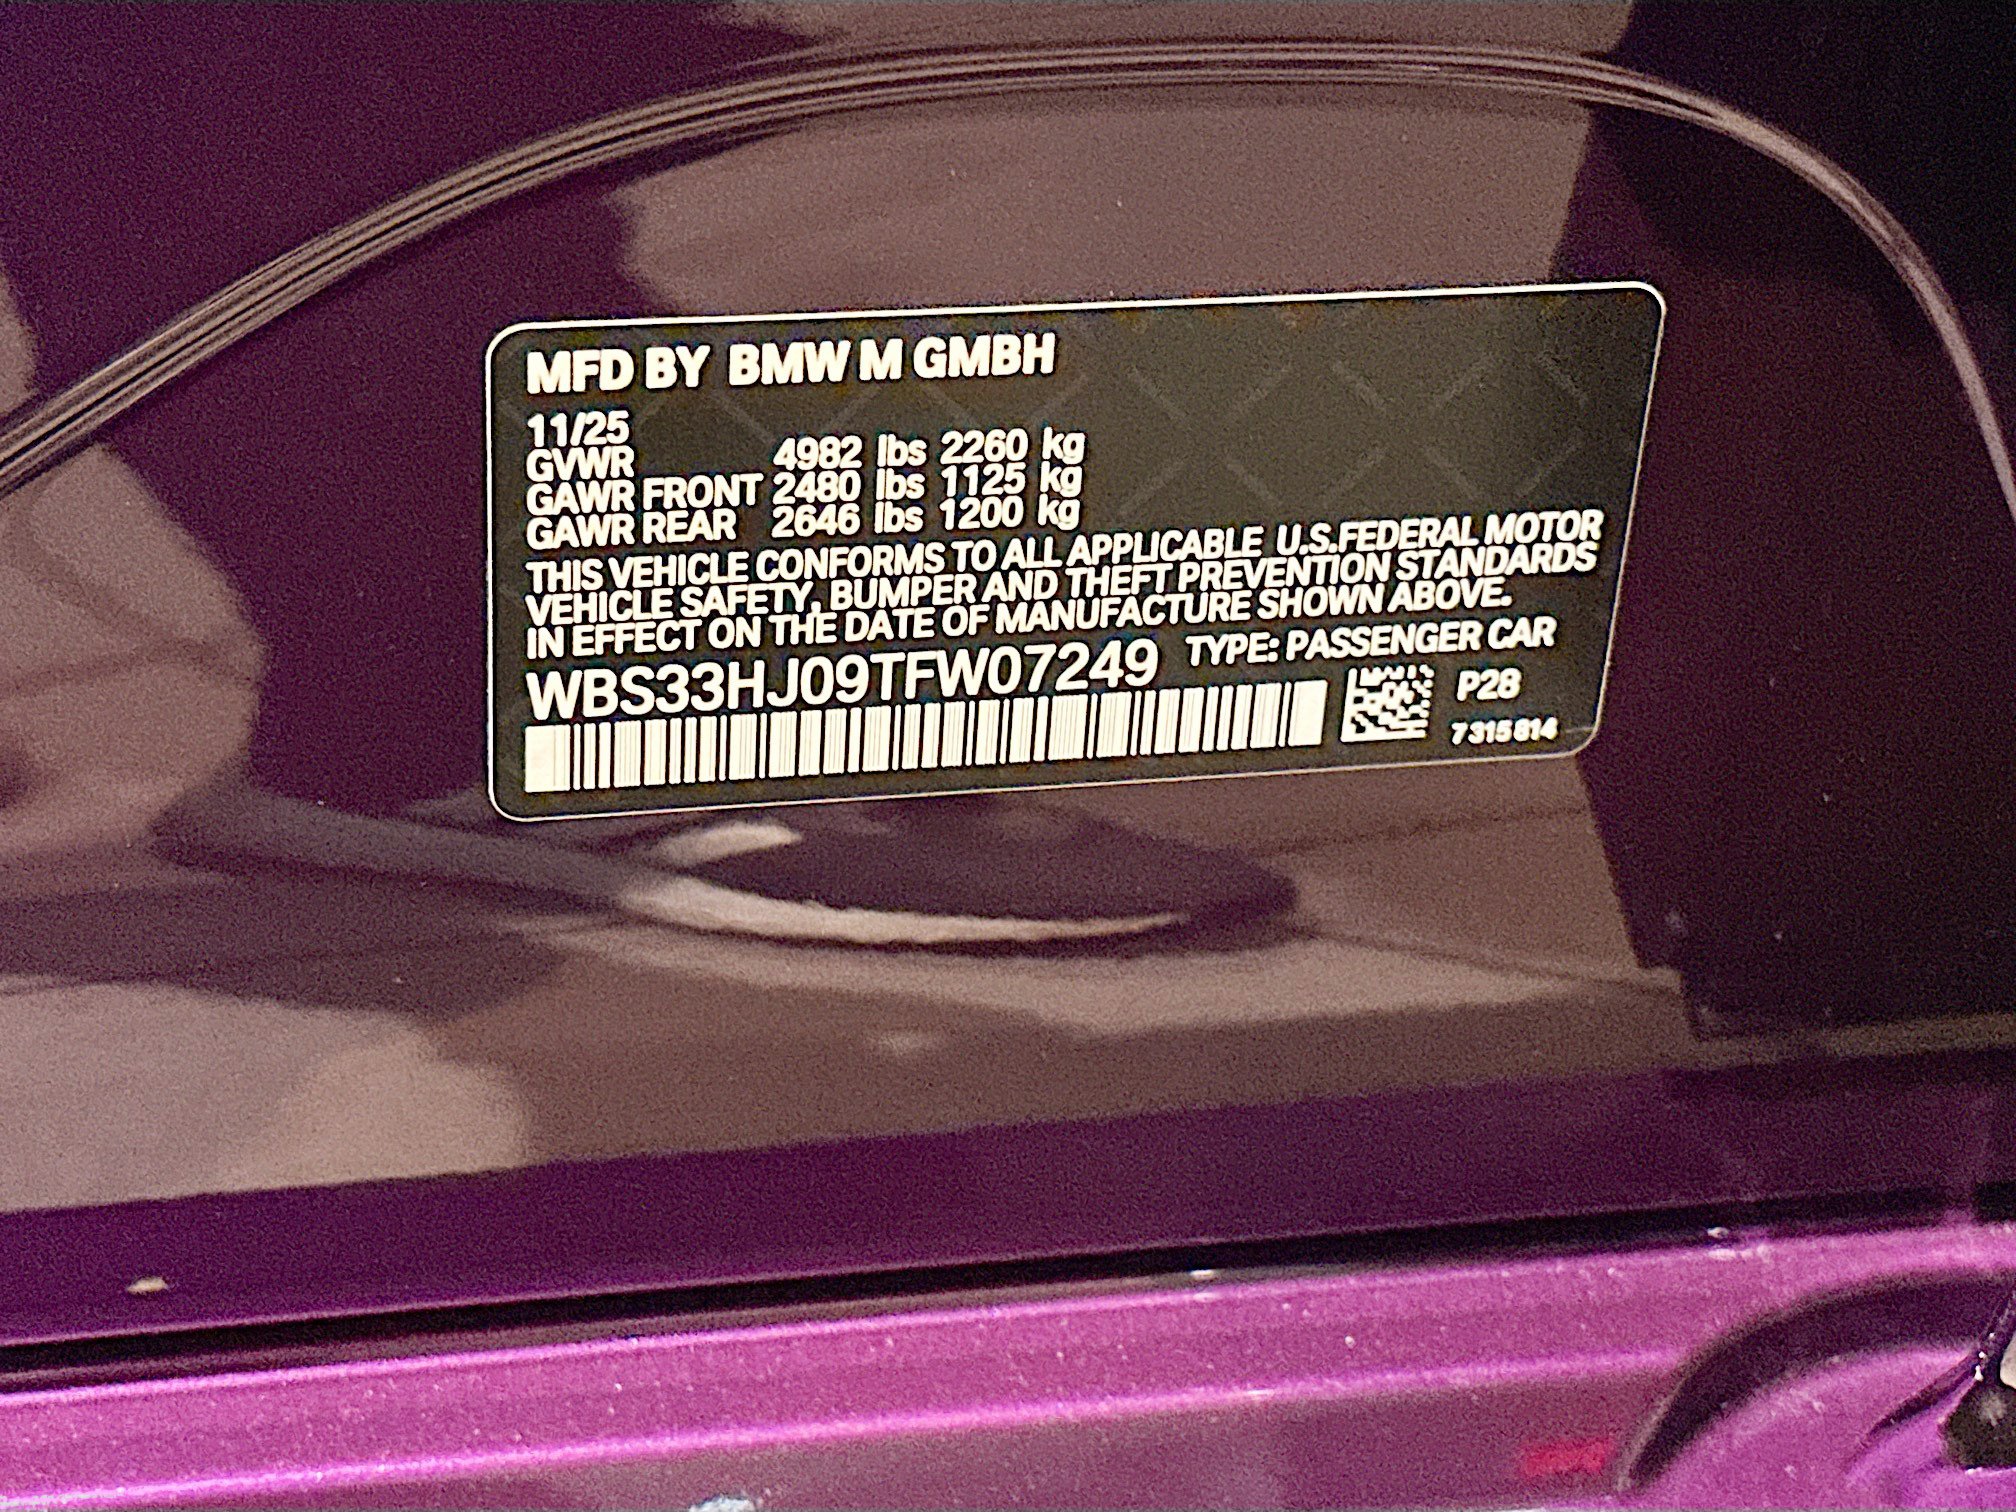 MFD BY BMW M GMBH
11/25
GVWR 4982 lbs 2260 kg
GAWR FRONT 2480 lbs 1125 kg
GAWR REAR 2646 lbs 1200 kg
THIS VEHICLE CONFORMS TO ALL APPLICABLE U.S.FEDERAL MOTOR
VEHICLE SAFETY, BUMPER AND THEFT PREVENTION STANDARDS
IN EFFECT ON THE DATE OF MANUFACTURE SHOWN ABOVE.
WBS33HJ09TFW07249 TYPE: PASSENGER CAR
P28
7315814